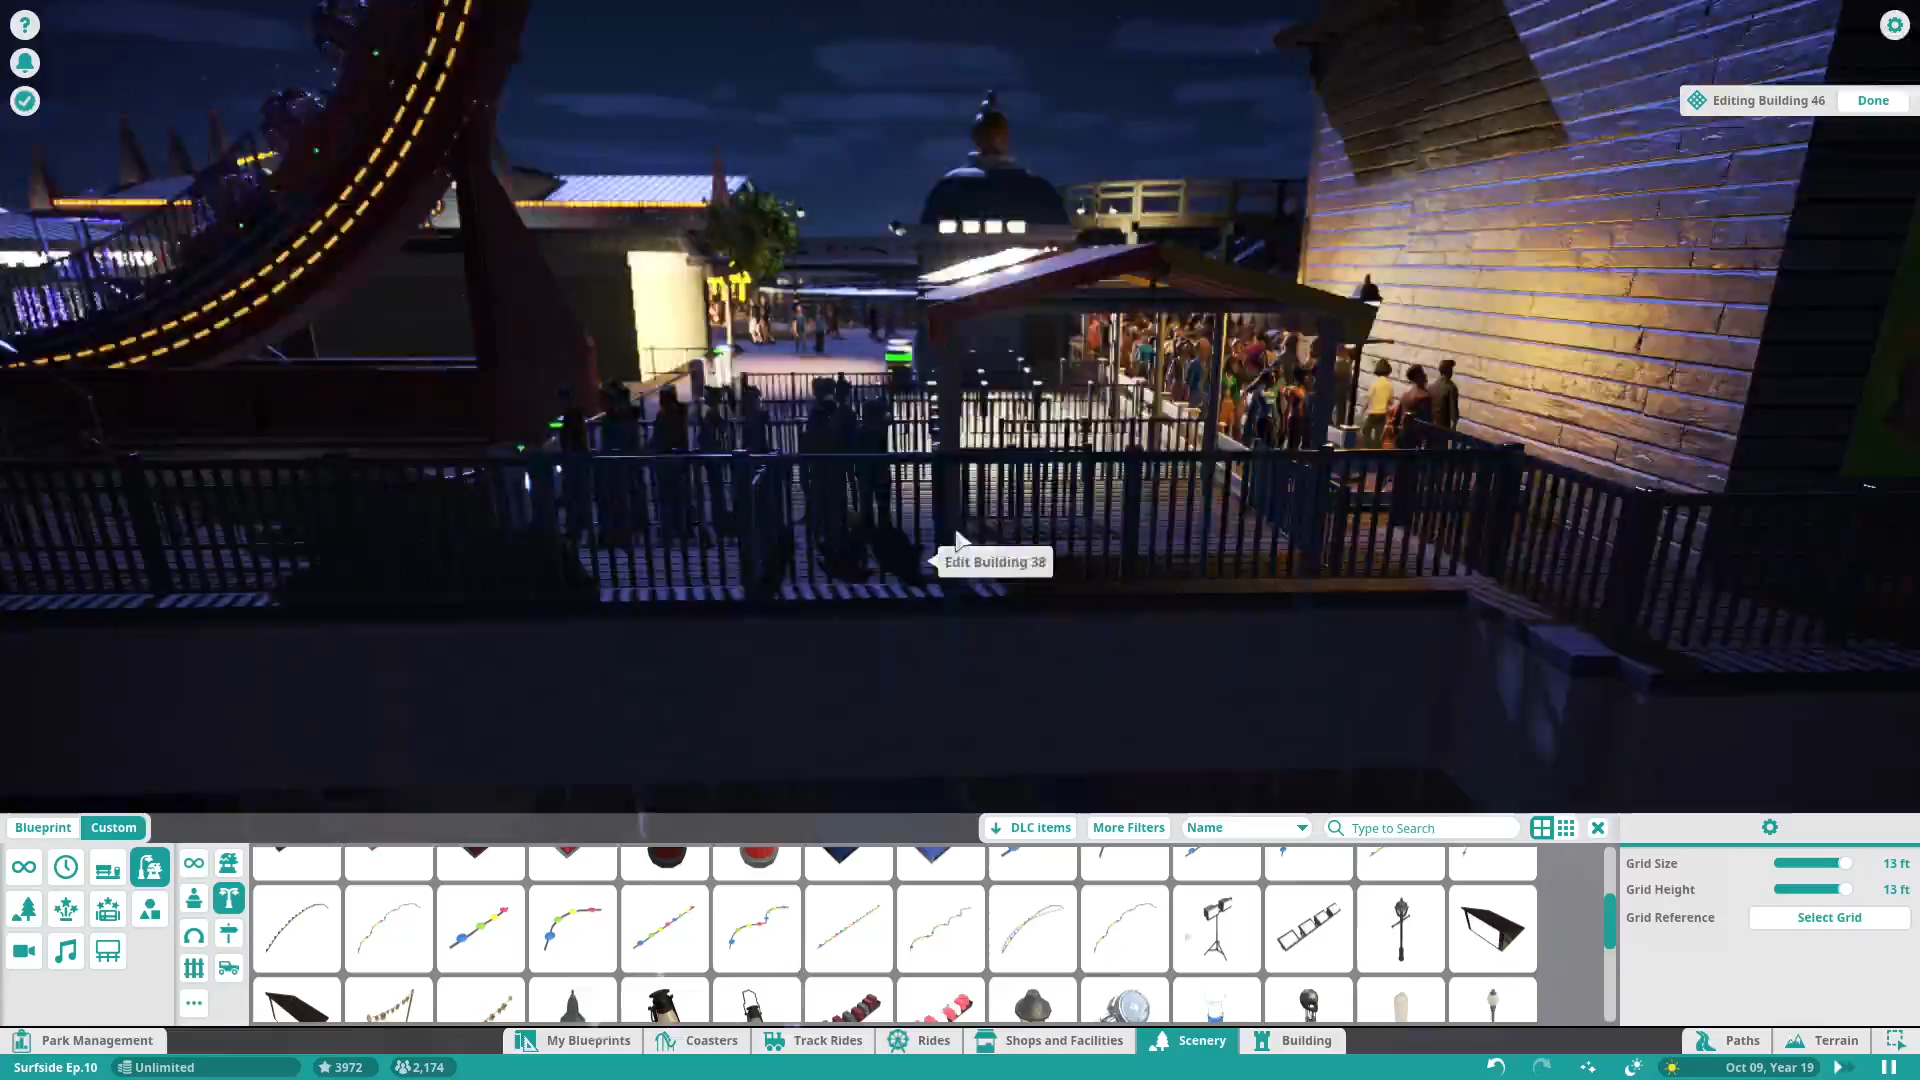 ?
Editing Building 46 Done
Edit Building 38
Blueprint Custom
DLC items More Filters Name Type to Search
Grid Size 13 ft
Grid Height 13 ft
Grid Reference Select Grid
Park Management My Blueprints Coasters Track Rides Rides Shops and Facilities Scenery Building Paths Terrain
Surfside Ep.10 Unlimited 3972 2,174 Oct 09, Year 19